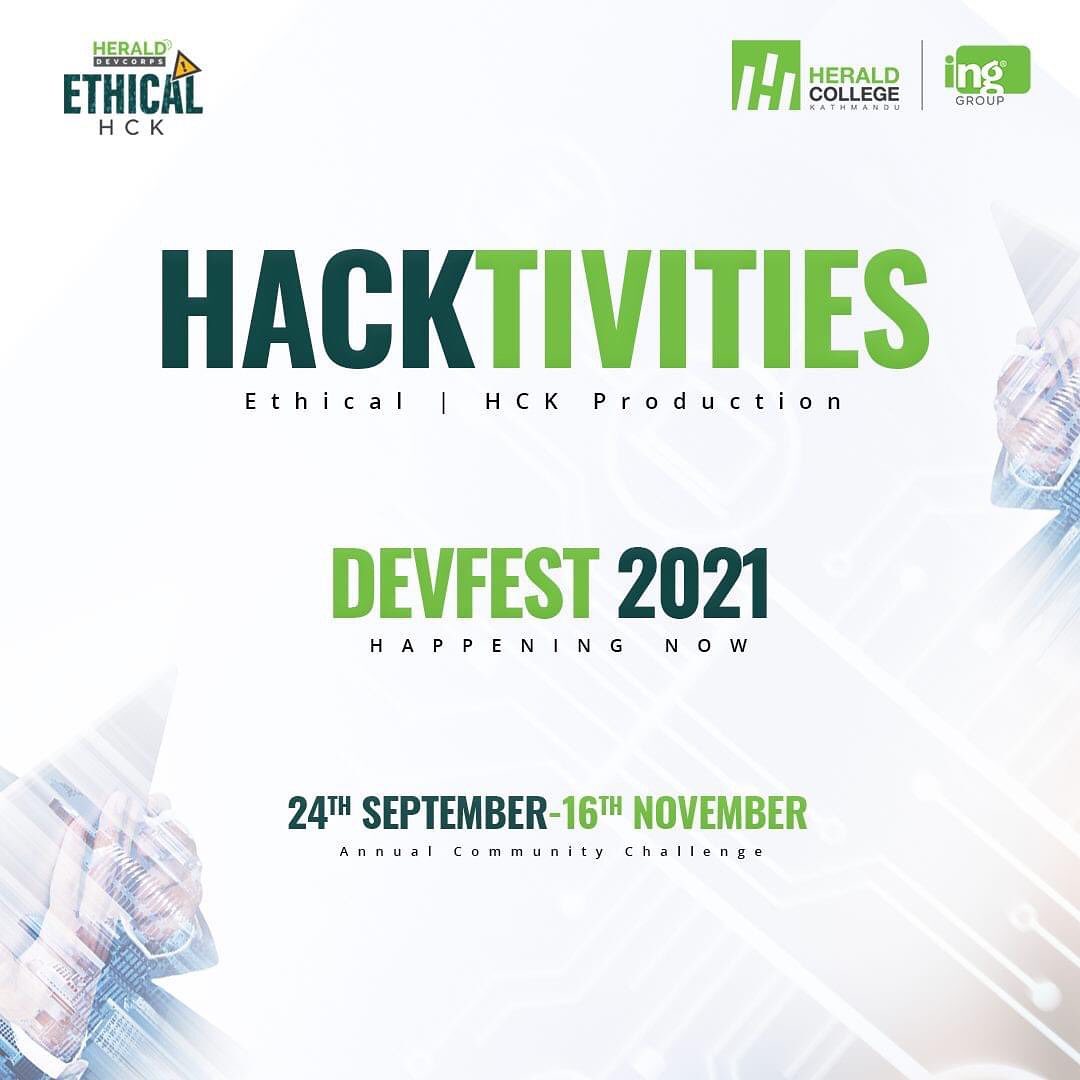 HERALD
DEVCORPS
ETHICAL
HCK
HERALD
COLLEGE
KATHMANDU
ing®
GROUP
HACKTIVITIES
Ethical | HCK Production
DEVFEST 2021
HAPPENING NOW
24TH SEPTEMBER-16TH NOVEMBER
Annual Community Challenge